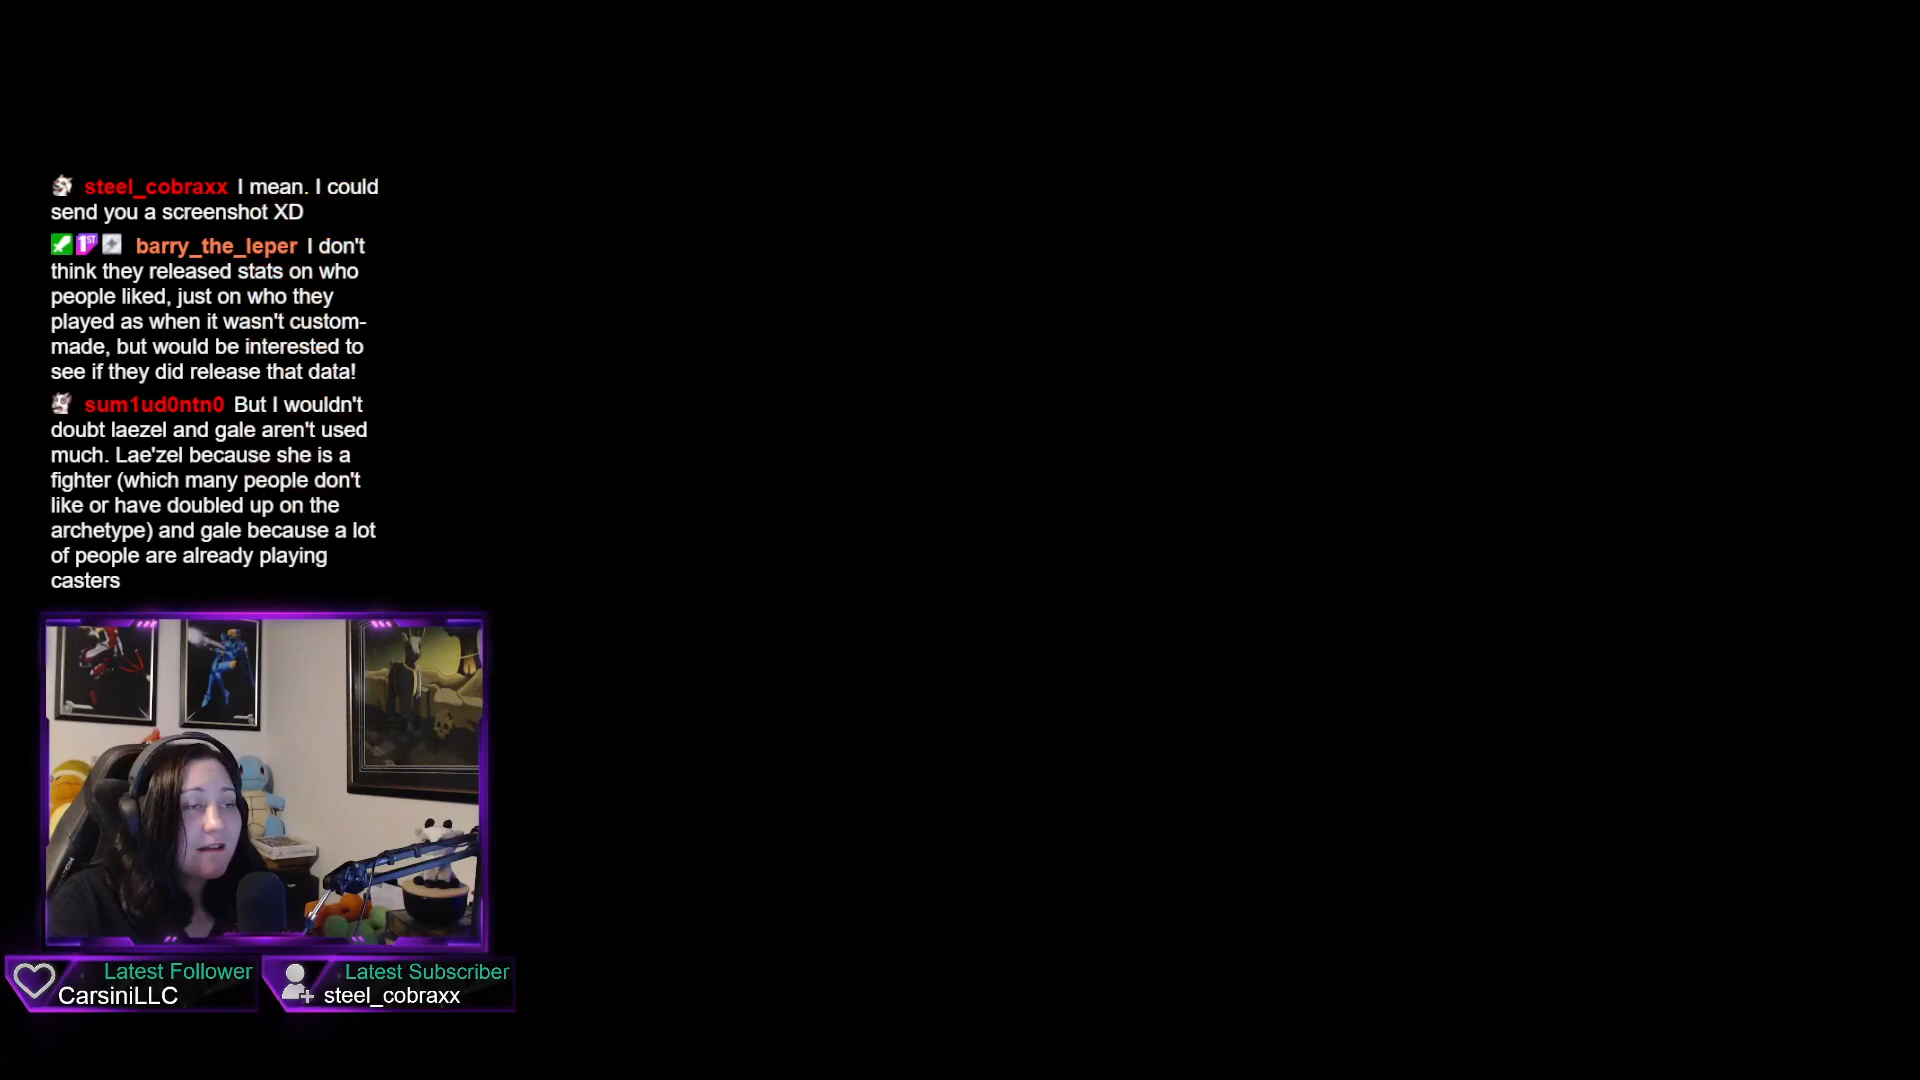 steel_cobraxx I mean. I could
send you a screenshot XD
1ST barry_the_leper I don't
think they released stats on who
people liked, just on who they
played as when it wasn't custom-
made, but would be interested to
see if they did release that data!
sum1ud0ntn0 But I wouldn't
doubt laezel and gale aren't used
much. Lae'zel because she is a
fighter (which many people don't
like or have doubled up on the
archetype) and gale because a lot
of people are already playing
casters
Latest Follower
CarsiniLLC
Latest Subscriber
steel_cobraxx